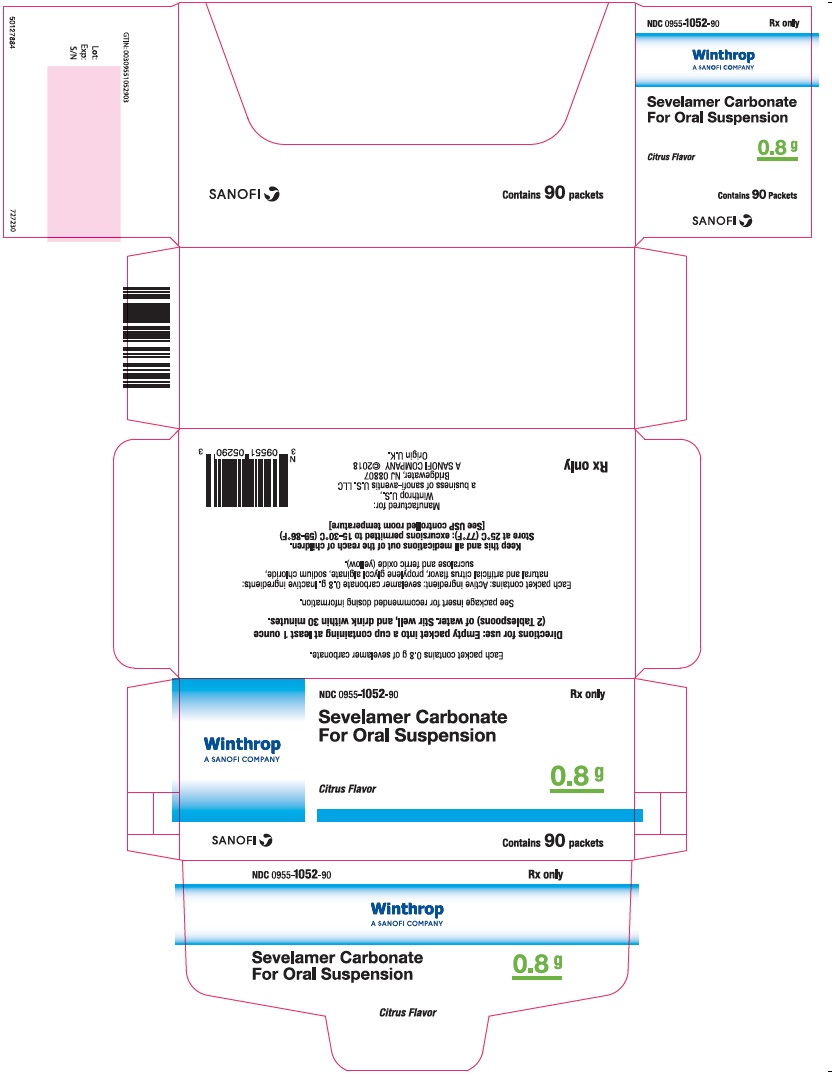 50127884
727230
GTIN: 00309551052903
Lot:
Exp:
S/N
SANOFI
Contains 90 packets
NDC 0955-1052-90 Rx only
Winthrop
A SANOFI COMPANY
Sevelamer Carbonate
For Oral Suspension
0.8 g
Citrus Flavor
Contains 90 Packets
SANOFI
Each packet contains 0.8 g of sevelamer carbonate.
Directions for use: Empty packet into a cup containing at least 1 ounce
(2 Tablespoons) of water. Stir well, and drink within 30 minutes.
See package insert for recommended dosing information.
Each packet contains: Active ingredient: sevelamer carbonate 0.8 g. Inactive ingredients:
natural and artificial citrus flavor, propylene glycol alginate, sodium chloride,
sucralose and ferric oxide (yellow).
Keep this and all medications out of the reach of children.
Store at 25°C (77°F): excursions permitted to 15-30°C (59-86°F)
[See USP controlled room temperature]
Manufactured for:
Winthrop U.S.,
a business of sanofi-aventis U.S. LLC
Bridgewater, NJ 08807
A SANOFI COMPANY ©2018
Origin U.K.
Rx only
N
3 09551 05290 3
NDC 0955-1052-90 Rx only
Sevelamer Carbonate
For Oral Suspension
Winthrop
A SANOFI COMPANY
0.8 g
Citrus Flavor
SANOFI
Contains 90 packets
NDC 0955-1052-90 Rx only
Winthrop
A SANOFI COMPANY
Sevelamer Carbonate
For Oral Suspension
0.8 g
Citrus Flavor